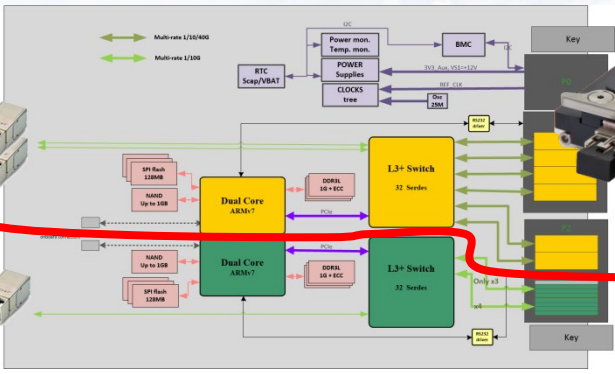 Multi-rate 1/10/40G
Multi-rate 1/10G
I2C
Power mon.
Temp. mon.
BMC
I2C
Key
RTC
Scap/VBAT
POWER
Supplies
3V3_Aux, VS1=+12V
CLOCKS
tree
REF_CLK
Osc
25M
RS232
driver
SPI flash
128MB
NAND
Up to 1GB
Dual Core
ARMv7
DDR3L
1G + ECC
PCIe
L3+ Switch
32 Serdes
NAND
Up to 1GB
SPI flash
128MB
Dual Core
ARMv7
PCIe
DDR3L
1G + ECC
L3+ Switch
32 Serdes
Only x3
x4
RS232
driver
Key